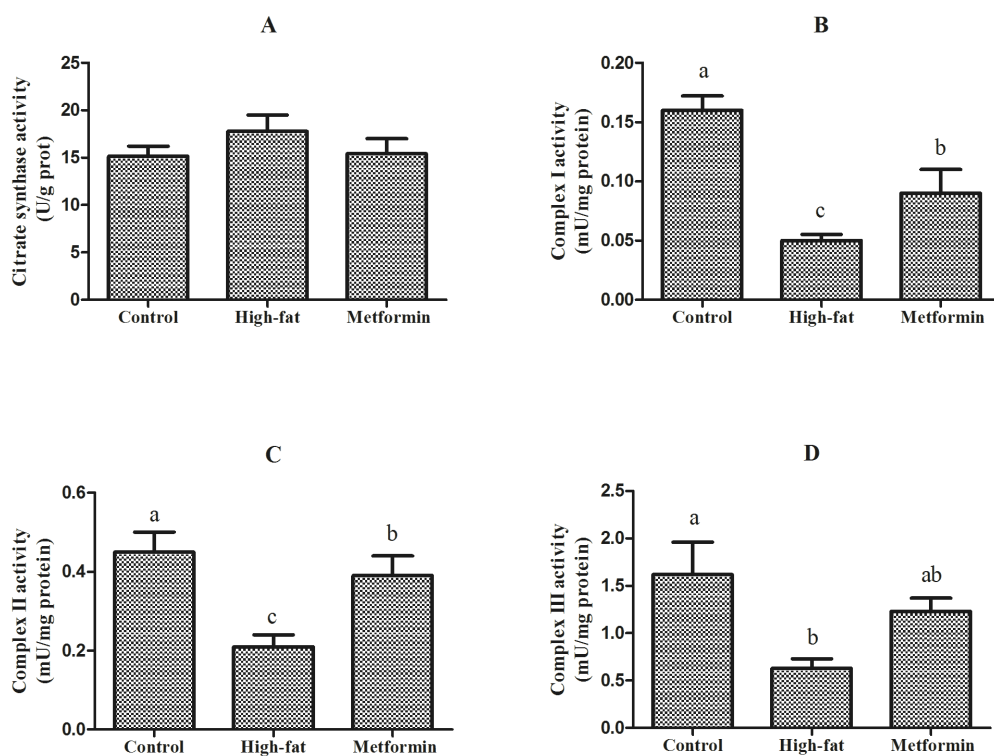 A
Citrate synthase activity
(U/g prot)
25
20
15
10
5
0
Control High-fat Metformin
B
Complex I activity
(mU/mg protein)
0.20
0.15
0.10
0.05
0.00
a
c
b
Control High-fat Metformin
C
Complex II activity
(mU/mg protein)
0.6
0.4
0.2
0.0
a
c
b
Control High-fat Metformin
D
Complex III activity
(mU/mg protein)
2.5
2.0
1.5
1.0
0.5
0.0
a
b
ab
Control High-fat Metformin